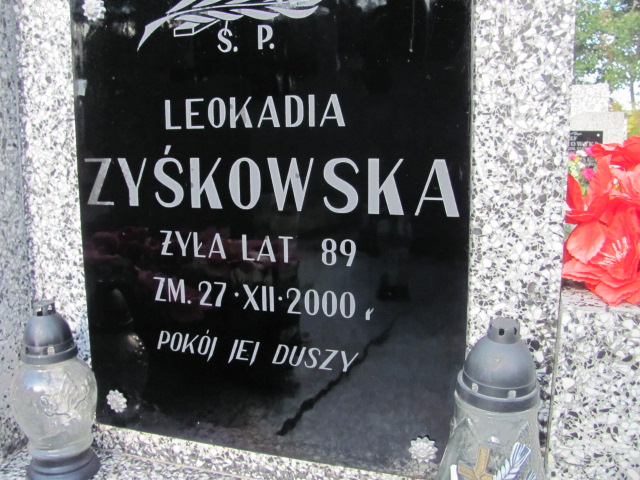 Ś. P.
LEOKADIA
ZYŚKOWSKA
ŻYŁA LAT 89
ZM. 27·XII·2000 r
POKÓJ JEJ DUSZY